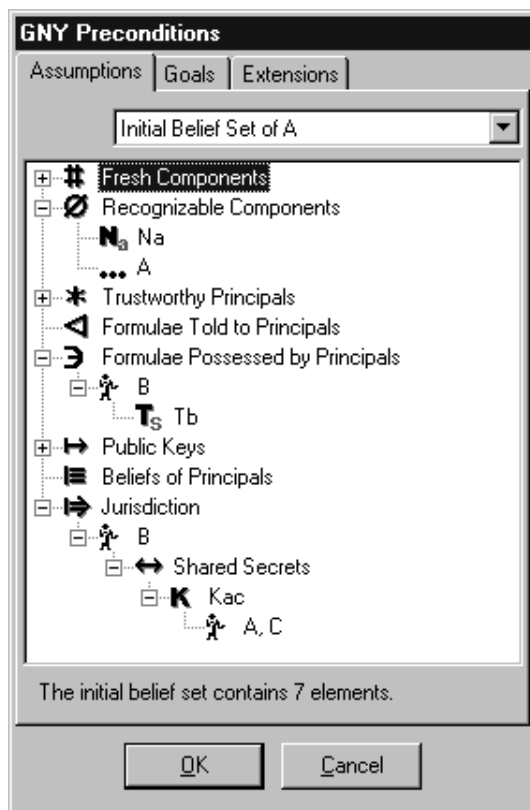 GNY Preconditions
Assumptions Goals Extensions
Initial Belief Set of A
# Fresh Components
Ø Recognizable Components
Na Na
... A
* Trustworthy Principals
Formulae Told to Principals
Formulae Possessed by Principals
B
Ts Tb
Public Keys
Beliefs of Principals
Jurisdiction
B
Shared Secrets
K Kac
A, C
The initial belief set contains 7 elements.
OK Cancel